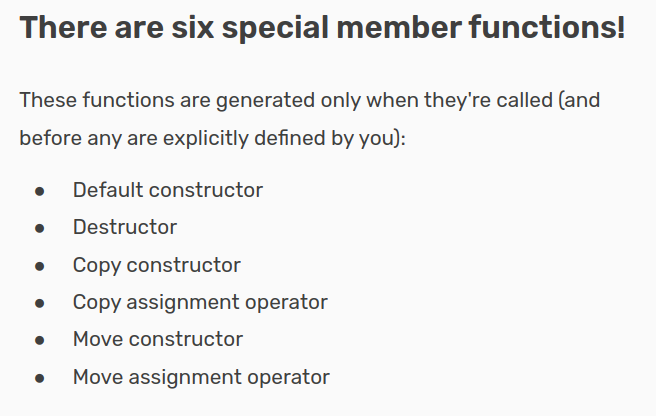 There are six special member functions!
These functions are generated only when they're called (and
before any are explicitly defined by you):
● Default constructor
● Destructor
● Copy constructor
● Copy assignment operator
● Move constructor
● Move assignment operator